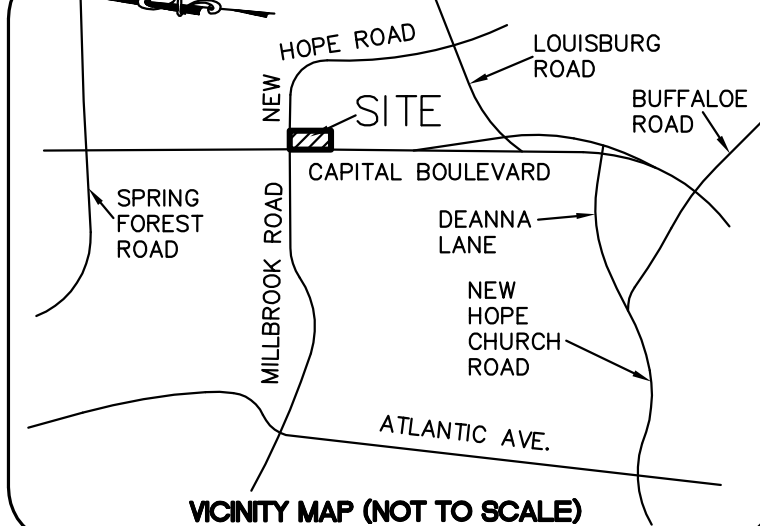 HOPE ROAD
NEW
LOUISBURG
ROAD
BUFFALOE
ROAD
SITE
CAPITAL BOULEVARD
SPRING
FOREST
ROAD
MILLBROOK ROAD
DEANNA
LANE
NEW
HOPE
CHURCH
ROAD
ATLANTIC AVE.
VICINITY MAP (NOT TO SCALE)